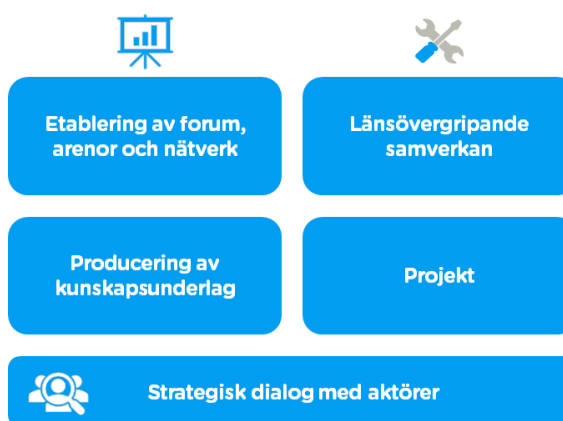 Etablering av forum,
arenor och nätverk
Länsövergripande
samverkan
Producering av
kunskapsunderlag
Projekt
Strategisk dialog med aktörer